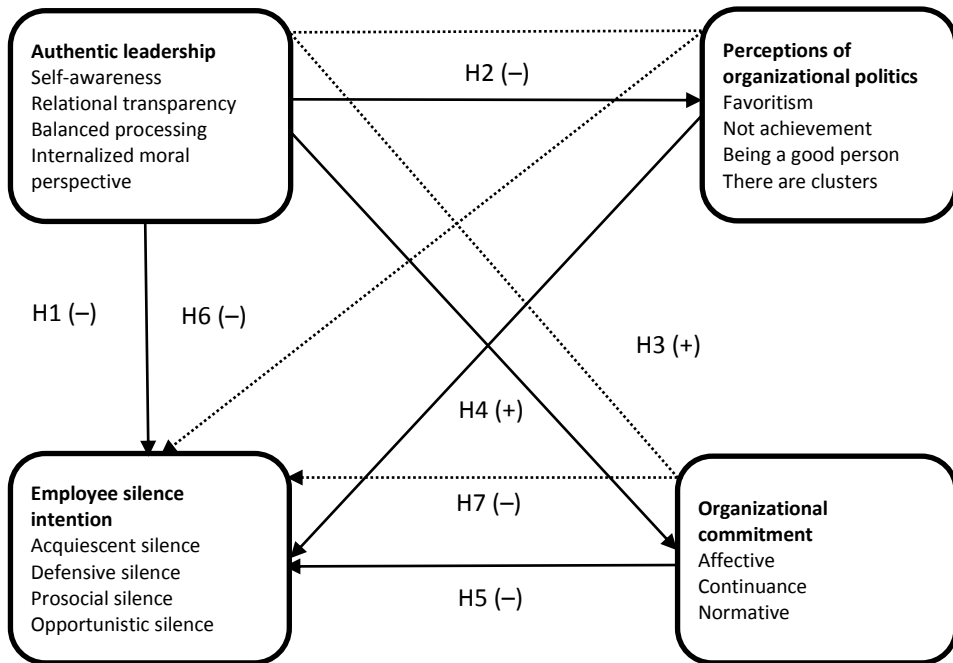 Authentic leadership
Self-awareness
Relational transparency
Balanced processing
Internalized moral
perspective
H2 (–)
Perceptions of
organizational politics
Favoritism
Not achievement
Being a good person
There are clusters
H1 (–)
H6 (–)
H3 (+)
H4 (+)
Employee silence
intention
Acquiescent silence
Defensive silence
Prosocial silence
Opportunistic silence
H7 (–)
H5 (–)
Organizational
commitment
Affective
Continuance
Normative